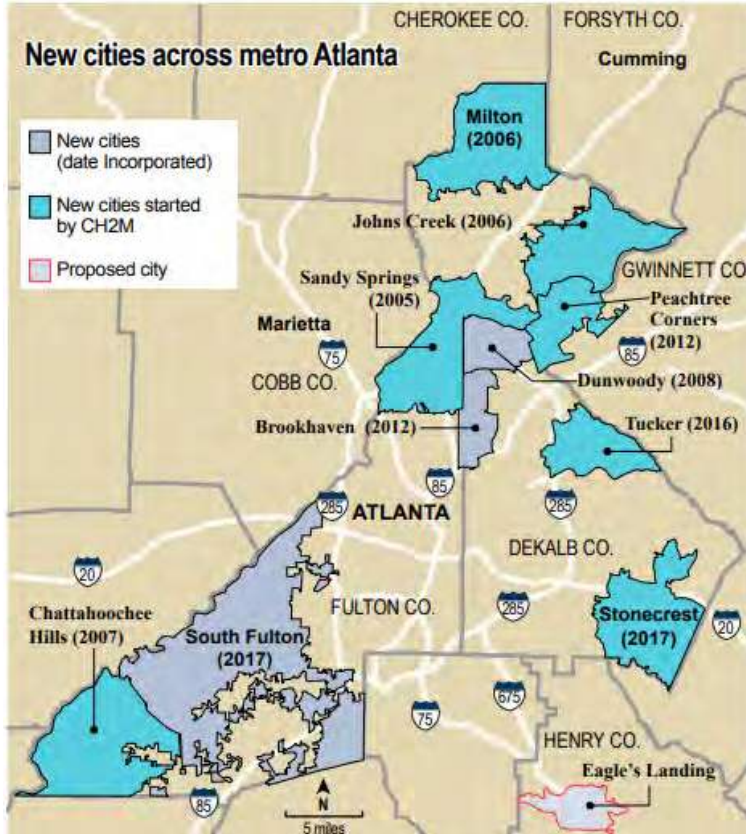 CHEROKEE CO.
FORSYTH CO.
New cities across metro Atlanta
Cumming
New cities
(date Incorporated)
New cities started
by CH2M
Proposed city
Milton
(2006)
Johns Creek (2006)
Sandy Springs
(2005)
GWINNETT CO.
Peachtree
Corners
(2012)
Marietta
75
85
COBB CO.
Dunwoody (2008)
Brookhaven (2012)
Tucker (2016)
85
285
285
ATLANTA
DEKALB CO.
20
Chattahoochee
Hills (2007)
FULTON CO.
285
Stonecrest
(2017)
20
South Fulton
(2017)
75
675
HENRY CO.
Eagle's Landing
85
N
5 miles